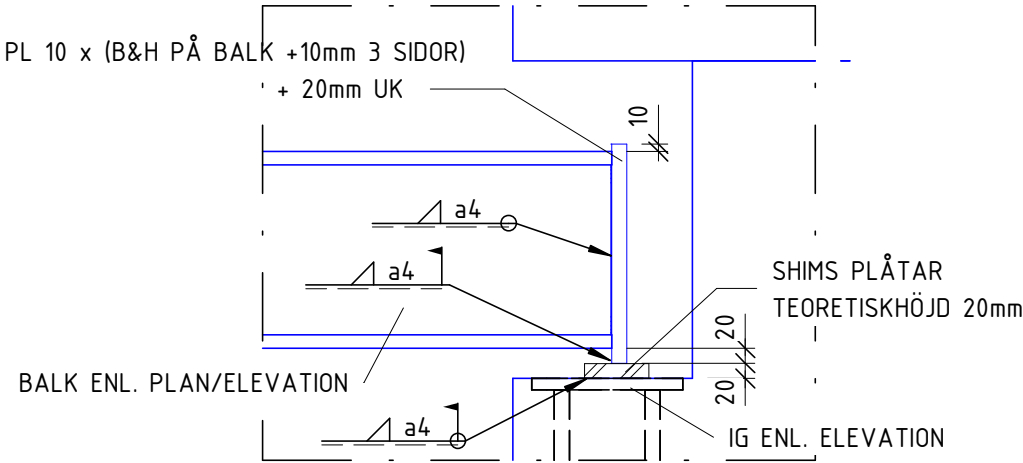 PL 10 x (B&H PÅ BALK +10mm 3 SIDOR)
+ 20mm UK
10
a4
a4
SHIMS PLÅTAR
TEORETISKHÖJD 20mm
20
20
BALK ENL. PLAN/ELEVATION
a4
IG ENL. ELEVATION